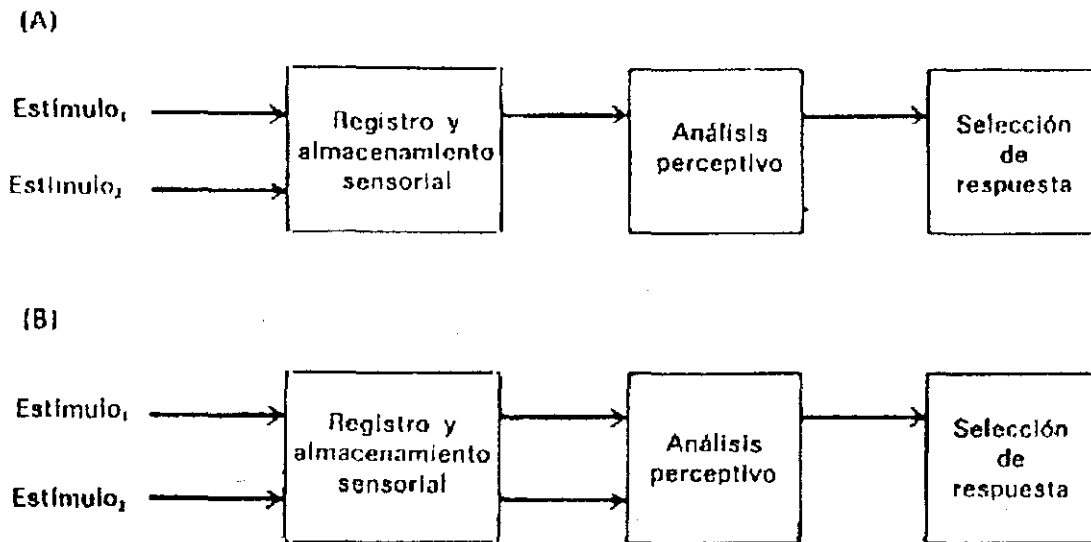 (A)
Estímulo₁
Estímulo₂
Registro y
almacenamiento
sensorial
Análisis
perceptivo
Selección
de
respuesta
(B)
Estímulo₁
Estímulo₂
Registro y
almacenamiento
sensorial
Análisis
perceptivo
Selección
de
respuesta